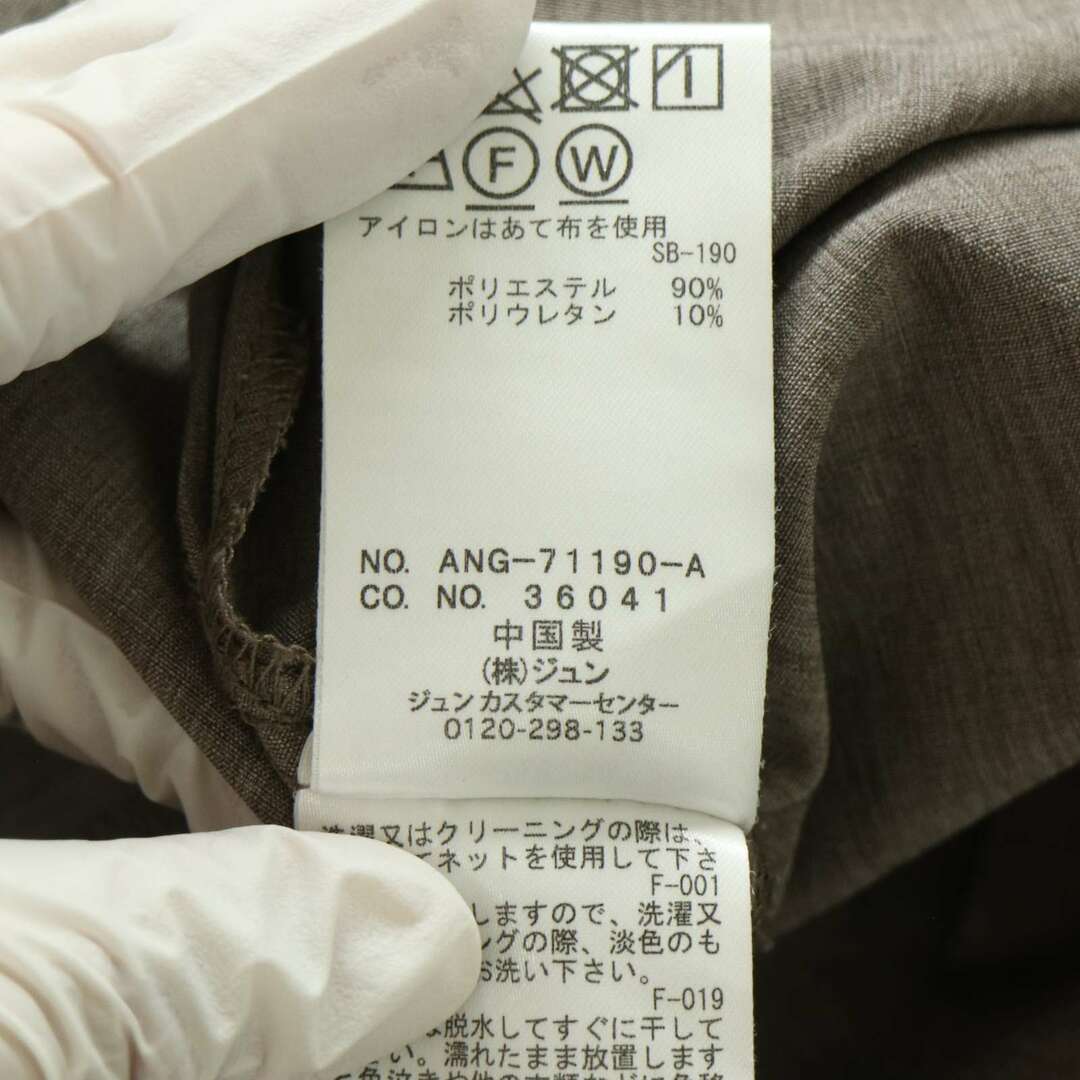 F W
アイロンはあて布を使用
SB-190
ポリエステル 90%
ポリウレタン 10%
NO. ANG-71190-A
CO. NO. 36041
中国製
(株)ジュン
ジュンカスタマーセンター
0120-298-133
洗濯又はクリーニングの際は、
てネットを使用して下さ
F-001
しますので、洗濯又
ングの際、淡色のも
お洗い下さい。
F-019
脱水してすぐに干して
い。濡れたまま放置します